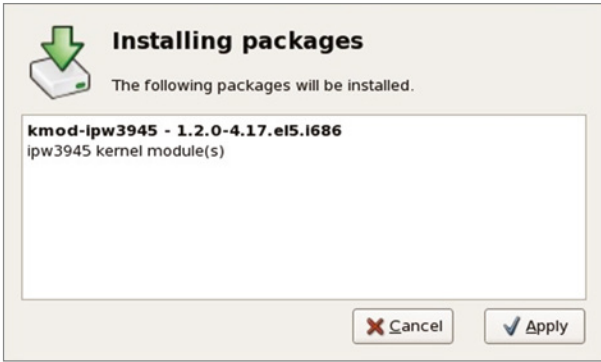 Installing packages
The following packages will be installed.
kmod-ipw3945 - 1.2.0-4.17.el5.i686
ipw3945 kernel module(s)
Cancel
Apply